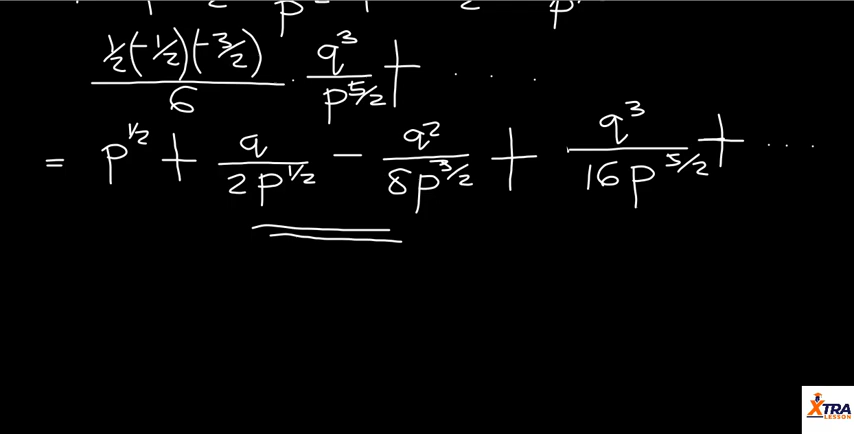 ½(-½)(-3/2)/6 · q³/p^5/2 + . . . .
= p^1/2 + q/2p^1/2 − q²/8p^3/2 + q³/16p^5/2 + . . . .
XTRA
LESSON